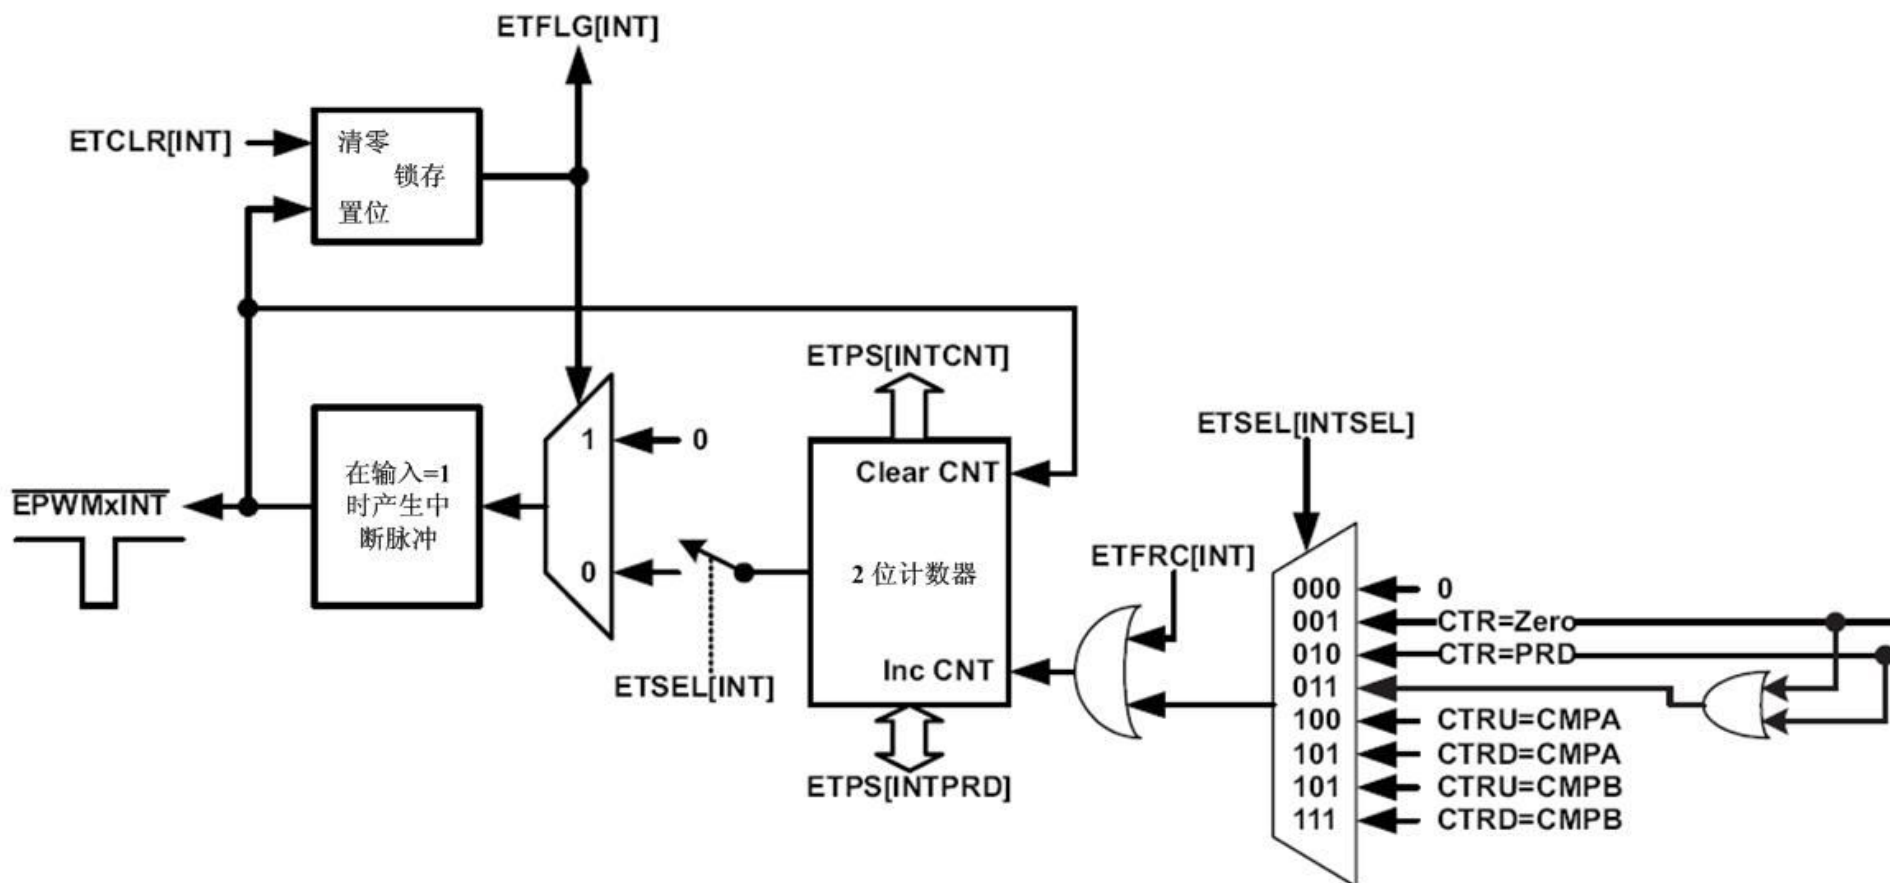 ETFLG[INT]
ETCLR[INT]
清零
锁存
置位
ETPS[INTCNT]
ETSEL[INTSEL]
1
0
Clear CNT
在输入=1
时产生中
断脉冲
EPWMxINT
0
2 位计数器
ETFRC[INT]
Inc CNT
ETSEL[INT]
ETPS[INTPRD]
000 0
001 CTR=Zero
010 CTR=PRD
011
100 CTRU=CMPA
101 CTRD=CMPA
101 CTRU=CMPB
111 CTRD=CMPB